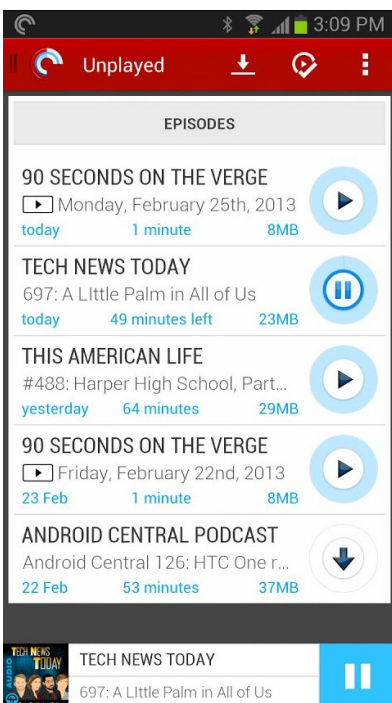 3:09 PM
Unplayed
EPISODES
90 SECONDS ON THE VERGE
Monday, February 25th, 2013
today 1 minute 8MB
TECH NEWS TODAY
697: A LIttle Palm in All of Us
today 49 minutes left 23MB
THIS AMERICAN LIFE
#488: Harper High School, Part...
yesterday 64 minutes 29MB
90 SECONDS ON THE VERGE
Friday, February 22nd, 2013
23 Feb 1 minute 8MB
ANDROID CENTRAL PODCAST
Android Central 126: HTC One r...
22 Feb 53 minutes 37MB
TECH NEWS
TODAY
AUDIO
TECH NEWS TODAY
697: A LIttle Palm in All of Us